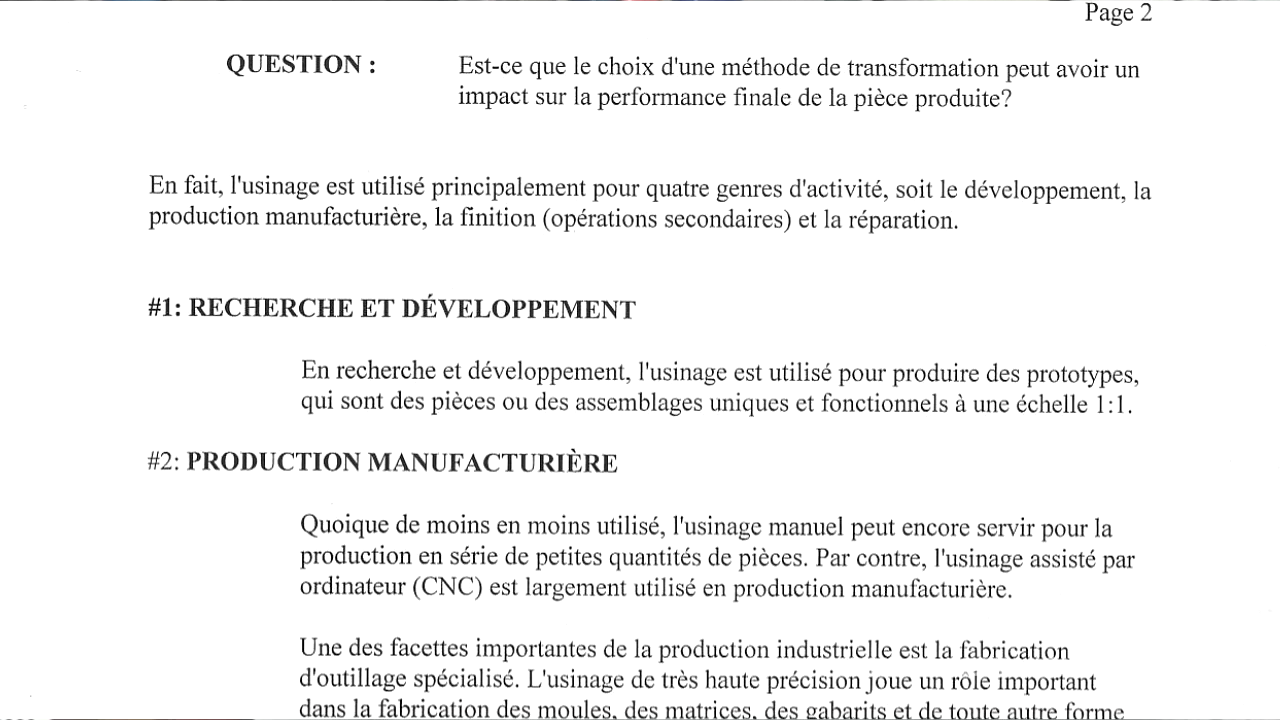 Page 2
QUESTION : Est-ce que le choix d'une méthode de transformation peut avoir un
impact sur la performance finale de la pièce produite?
En fait, l'usinage est utilisé principalement pour quatre genres d'activité, soit le développement, la
production manufacturière, la finition (opérations secondaires) et la réparation.
#1: RECHERCHE ET DÉVELOPPEMENT
En recherche et développement, l'usinage est utilisé pour produire des prototypes,
qui sont des pièces ou des assemblages uniques et fonctionnels à une échelle 1:1.
#2: PRODUCTION MANUFACTURIÈRE
Quoique de moins en moins utilisé, l'usinage manuel peut encore servir pour la
production en série de petites quantités de pièces. Par contre, l'usinage assisté par
ordinateur (CNC) est largement utilisé en production manufacturière.
Une des facettes importantes de la production industrielle est la fabrication
d'outillage spécialisé. L'usinage de très haute précision joue un rôle important
dans la fabrication des moules, des matrices, des gabarits et de toute autre forme